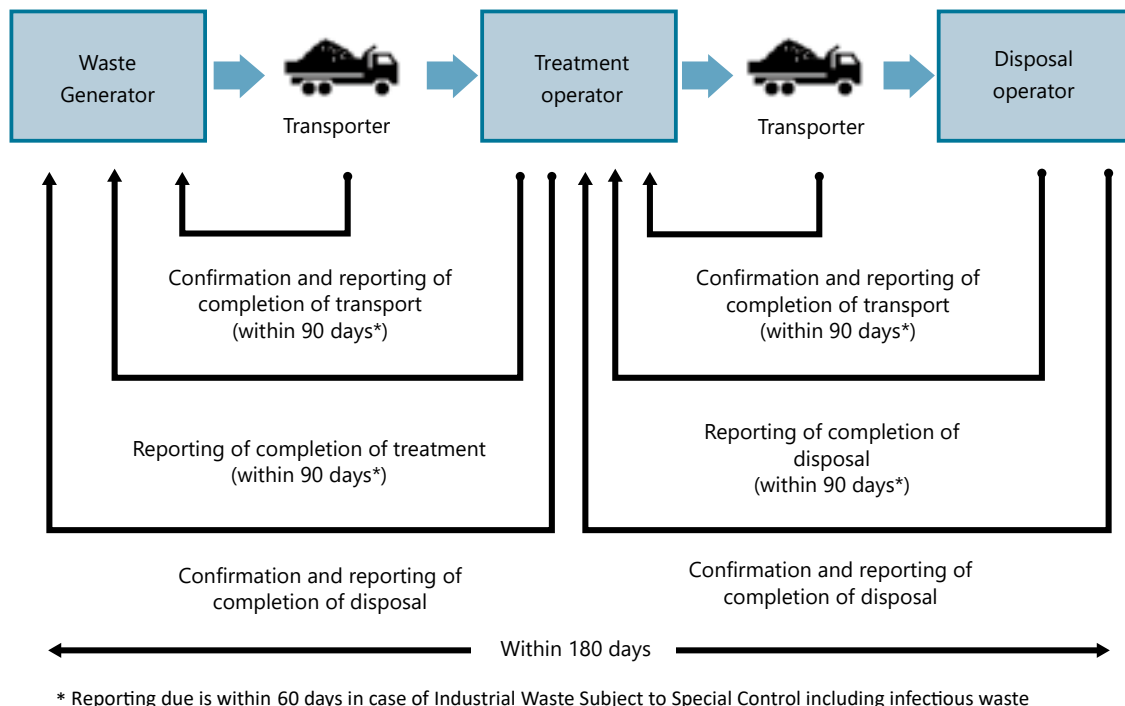 Waste
Generator
Transporter
Treatment
operator
Transporter
Disposal
operator
Confirmation and reporting of
completion of transport
(within 90 days*)
Confirmation and reporting of
completion of transport
(within 90 days*)
Reporting of completion of treatment
(within 90 days*)
Reporting of completion of
disposal
(within 90 days*)
Confirmation and reporting of
completion of disposal
Confirmation and reporting of
completion of disposal
Within 180 days
* Reporting due is within 60 days in case of Industrial Waste Subject to Special Control including infectious waste